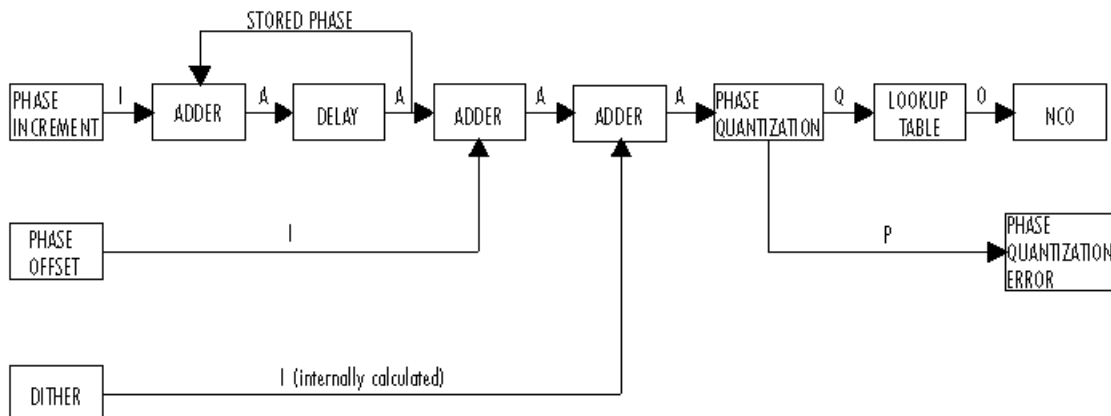 STORED PHASE
PHASE
INCREMENT
I
ADDER
A
DELAY
A
ADDER
A
ADDER
A
PHASE
QUANTIZATION
Q
LOOKUP
TABLE
O
NCO
PHASE
OFFSET
I
P
PHASE
QUANTIZATION
ERROR
DITHER
I (internally calculated)